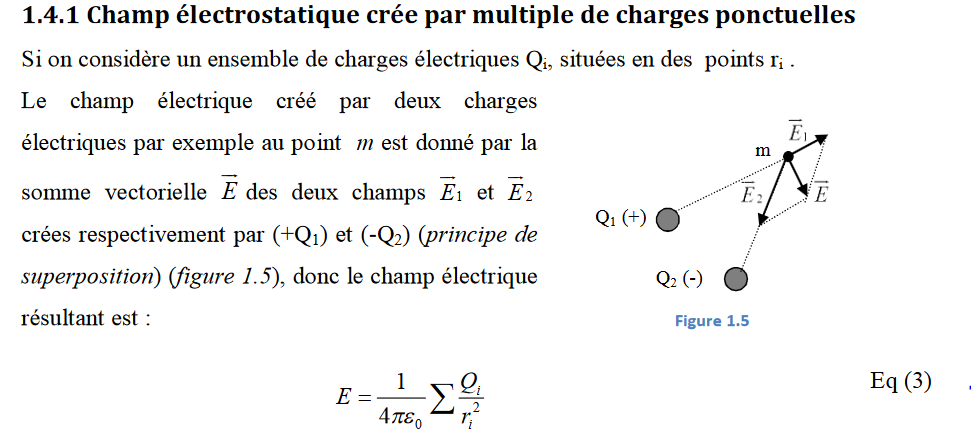 1.4.1 Champ électrostatique crée par multiple de charges ponctuelles
Si on considère un ensemble de charges électriques Qᵢ, situées en des points rᵢ .
Le champ électrique créé par deux charges
électriques par exemple au point m est donné par la
somme vectorielle E⃗ des deux champs E⃗₁ et E⃗₂
crées respectivement par (+Q₁) et (-Q₂) (principe de
superposition) (figure 1.5), donc le champ électrique
résultant est :
E⃗₁
m
E⃗₂
E⃗
Q₁ (+)
Q₂ (-)
Figure 1.5
E = 1/(4πε₀) ∑ Qᵢ/rᵢ²
Eq (3)